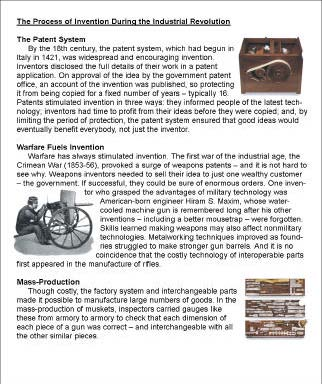 The Process of Invention During the Industrial Revolution
The Patent System
By the 18th century, the patent system, which had begun in
Italy in 1421, was widespread and encouraging invention.
Inventors disclosed the full details of their work in a patent
application. On approval of the idea by the government patent
office, an account of the invention was published, so protecting
it from being copied for a fixed number of years – typically 16.
Patents stimulated invention in three ways: they informed people of the latest tech-
nology; inventors had time to profit from their ideas before they were copied; and, by
limiting the period of protection, the patent system ensured that good ideas would
eventually benefit everybody, not just the inventor.
Warfare Fuels Invention
Warfare has always stimulated invention. The first war of the industrial age, the
Crimean War (1853-56), provoked a surge of weapons patents – and it is not hard to
see why. Weapons inventors needed to sell their idea to just one wealthy customer
– the government. If successful, they could be sure of enormous orders. One inven-
tor who grasped the advantages of military technology was
American-born engineer Hiram S. Maxim, whose water-
cooled machine gun is remembered long after his other
inventions – including a better mousetrap – were forgotten.
Skills learned making weapons may also affect nonmilitary
technologies. Metalworking techniques improved as found-
ries struggled to make stronger gun barrels. And it is no
coincidence that the costly technology of interoperable parts
first appeared in the manufacture of rifles.
Mass-Production
Though costly, the factory system and interchangeable parts
made it possible to manufacture large numbers of goods. In the
mass-production of muskets, inspectors carried gauges like
these from armory to armory to check that each dimension of
each piece of a gun was correct – and interchangeable with all
the other similar pieces.